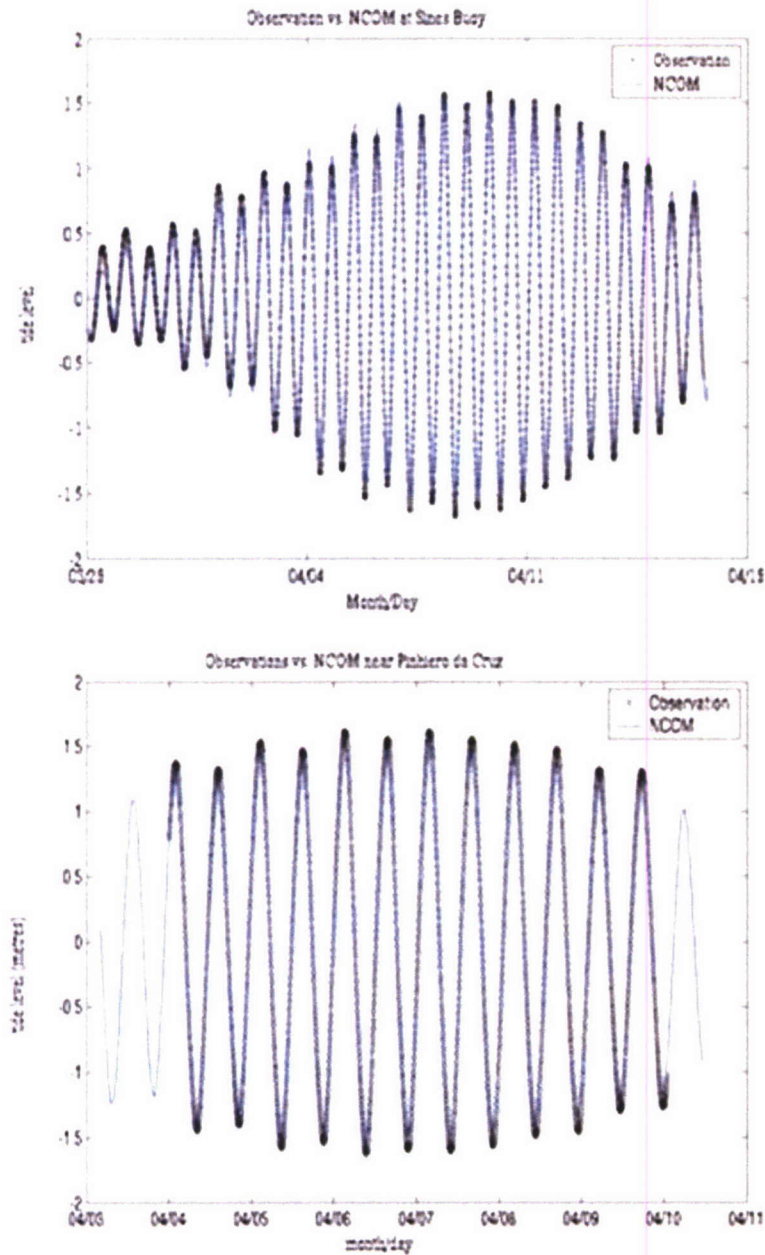 Observation vs. NCOM at Sines Buoy
2
1.5
1
0.5
0
-0.5
-1
-1.5
-2
tide level
Observation
NCOM
04/04
04/11
Month/Day
Observations vs. NCOM near Pinhiero da Cruz
2
1.5
1
0.5
0
-0.5
-1
-1.5
-2
tide level (metres)
Observation
NCOM
04/03
04/04
04/05
04/06
04/07
04/08
04/09
04/10
04/11
month/day